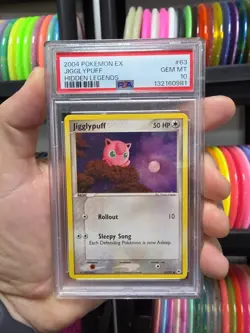 2004 POKEMON EX #63
JIGGLYPUFF GEM MT
HIDDEN LEGENDS 10
PSA 132160981
Jigglypuff 50 HP
Rollout 10
Sleepy Song
Each Defending Pokémon is now Asleep.